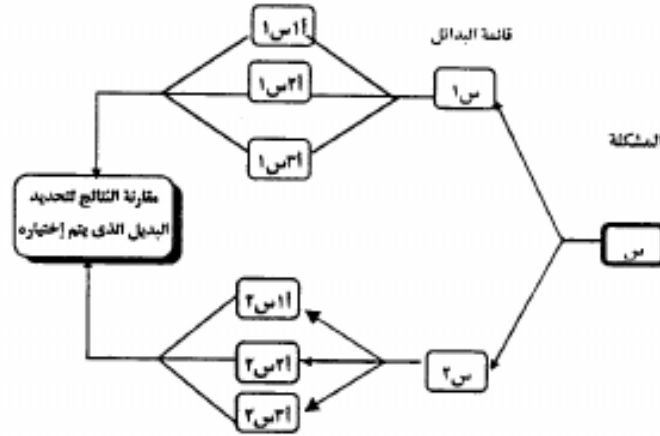 قائمة البدائل
المشكلة
س
س١
س٢
أ١س١
أ٢س١
أ٣س١
أ١س٢
أ٢س٢
أ٣س٢
مقارنة النتائج لتحديد
البديل الذى يتم إختياره